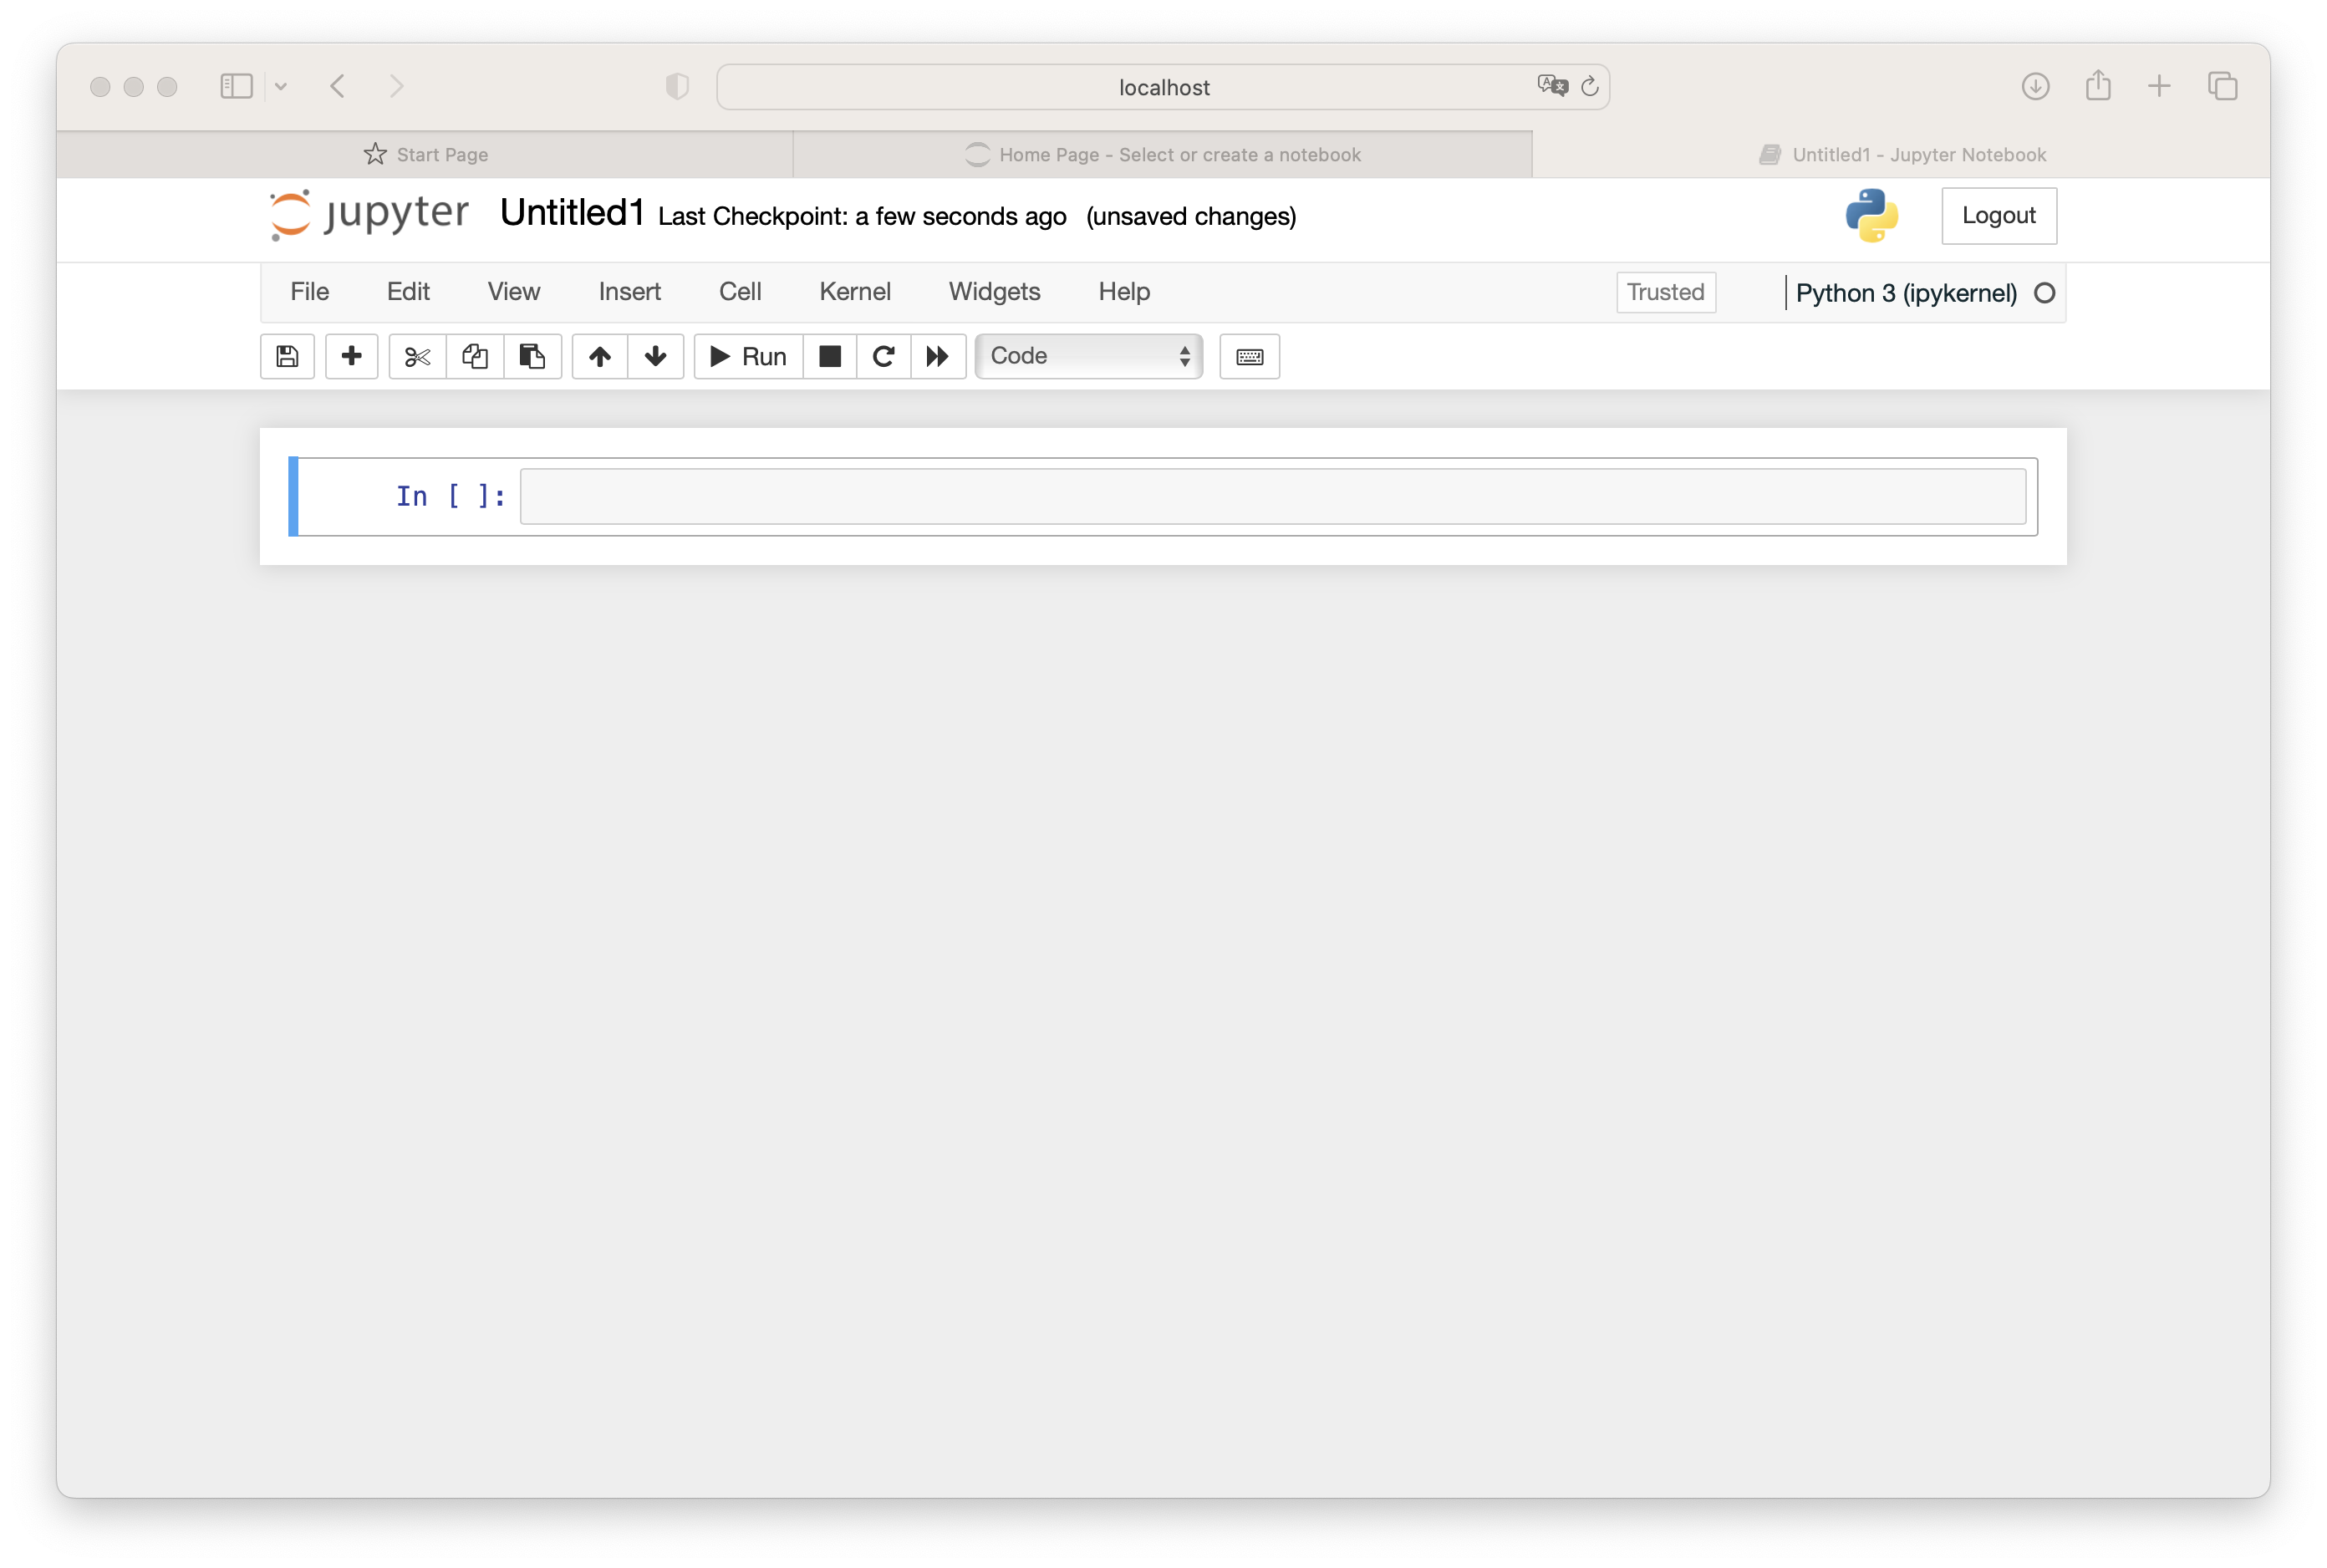 localhost
Start Page
Home Page - Select or create a notebook
Untitled1 - Jupyter Notebook
jupyter Untitled1 Last Checkpoint: a few seconds ago (unsaved changes)
Logout
File Edit View Insert Cell Kernel Widgets Help
Trusted
Python 3 (ipykernel)
Run
Code
In [ ]: